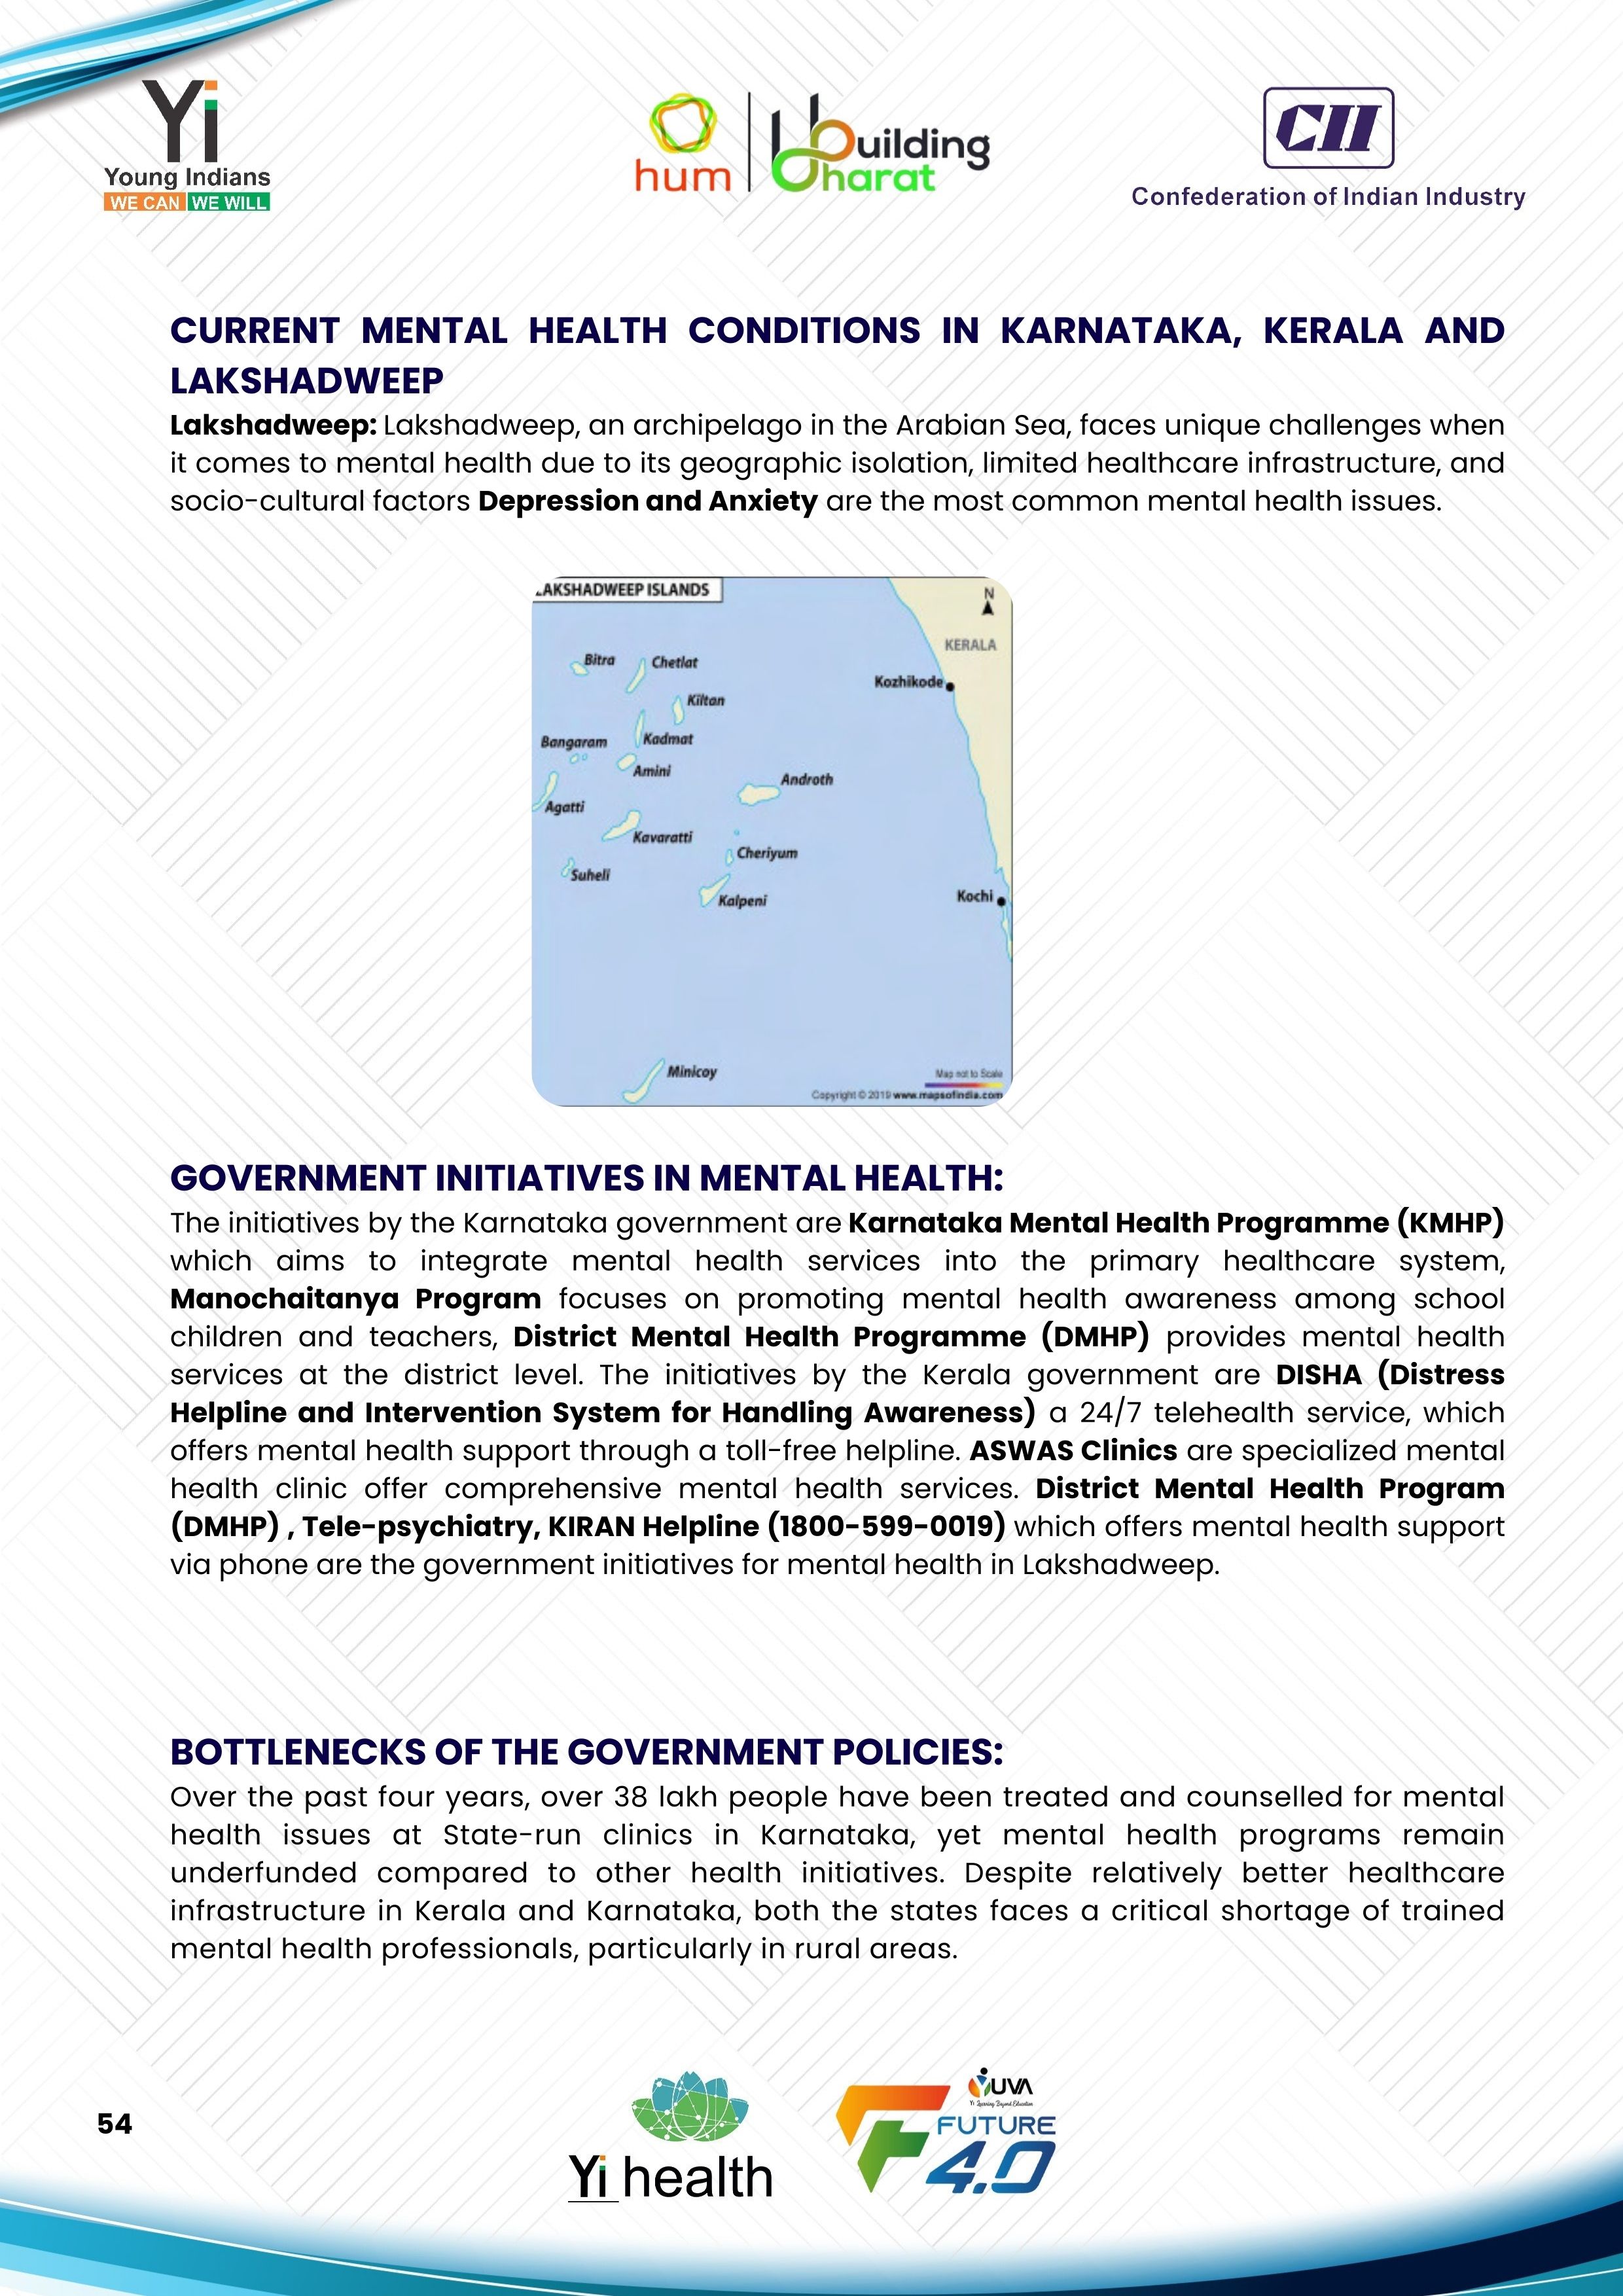 Yi
Young Indians
WE CAN WE WILL
hum
Building
Bharat
CII
Confederation of Indian Industry
CURRENT MENTAL HEALTH CONDITIONS IN KARNATAKA, KERALA AND
LAKSHADWEEP
Lakshadweep: Lakshadweep, an archipelago in the Arabian Sea, faces unique challenges when
it comes to mental health due to its geographic isolation, limited healthcare infrastructure, and
socio-cultural factors Depression and Anxiety are the most common mental health issues.
LAKSHADWEEP ISLANDS
N
KERALA
Bitra
Chetlat
Kozhikode
Kiltan
Bangaram
Kadmat
Amini
Androth
Agatti
Kavaratti
Cheriyum
Suheli
Kalpeni
Kochi
Minicoy
Map not to Scale
Copyright © 2019 www.mapsofindia.com
GOVERNMENT INITIATIVES IN MENTAL HEALTH:
The initiatives by the Karnataka government are Karnataka Mental Health Programme (KMHP)
which aims to integrate mental health services into the primary healthcare system,
Manochaitanya Program focuses on promoting mental health awareness among school
children and teachers, District Mental Health Programme (DMHP) provides mental health
services at the district level. The initiatives by the Kerala government are DISHA (Distress
Helpline and Intervention System for Handling Awareness) a 24/7 telehealth service, which
offers mental health support through a toll-free helpline. ASWAS Clinics are specialized mental
health clinic offer comprehensive mental health services. District Mental Health Program
(DMHP) , Tele-psychiatry, KIRAN Helpline (1800-599-0019) which offers mental health support
via phone are the government initiatives for mental health in Lakshadweep.
BOTTLENECKS OF THE GOVERNMENT POLICIES:
Over the past four years, over 38 lakh people have been treated and counselled for mental
health issues at State-run clinics in Karnataka, yet mental health programs remain
underfunded compared to other health initiatives. Despite relatively better healthcare
infrastructure in Kerala and Karnataka, both the states faces a critical shortage of trained
mental health professionals, particularly in rural areas.
54
Yi health
YUVA
Yi Learning Beyond Education
FUTURE
4.0